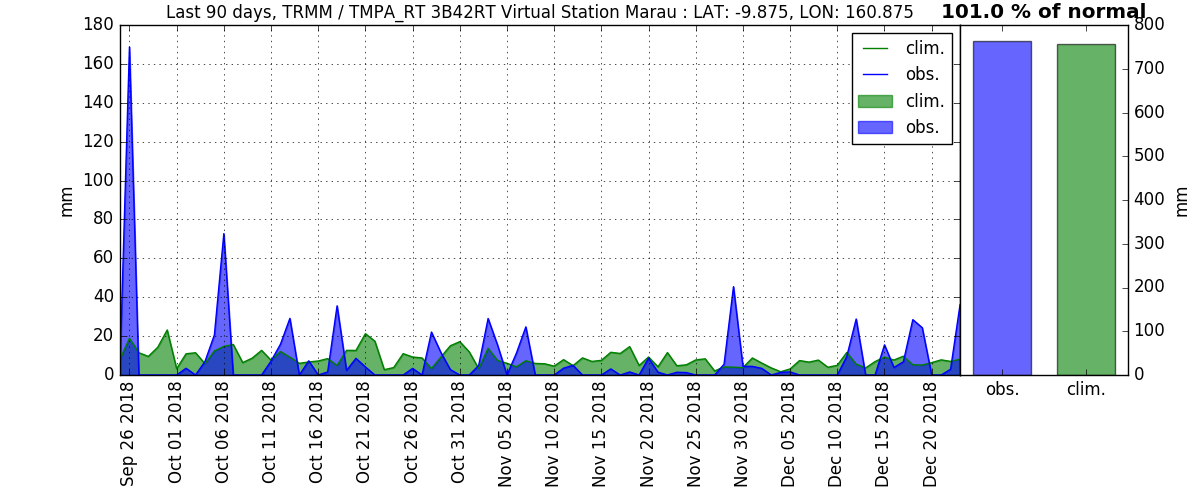 Last 90 days, TRMM / TMPA_RT 3B42RT Virtual Station Marau : LAT: -9.875, LON: 160.875
101.0 % of normal
180
160
140
120
100
80
60
40
20
0
mm
clim.
obs.
clim.
obs.
Sep 26 2018
Oct 01 2018
Oct 06 2018
Oct 11 2018
Oct 16 2018
Oct 21 2018
Oct 26 2018
Oct 31 2018
Nov 05 2018
Nov 10 2018
Nov 15 2018
Nov 20 2018
Nov 25 2018
Nov 30 2018
Dec 05 2018
Dec 10 2018
Dec 15 2018
Dec 20 2018
800
700
600
500
400
300
200
100
0
mm
obs.
clim.